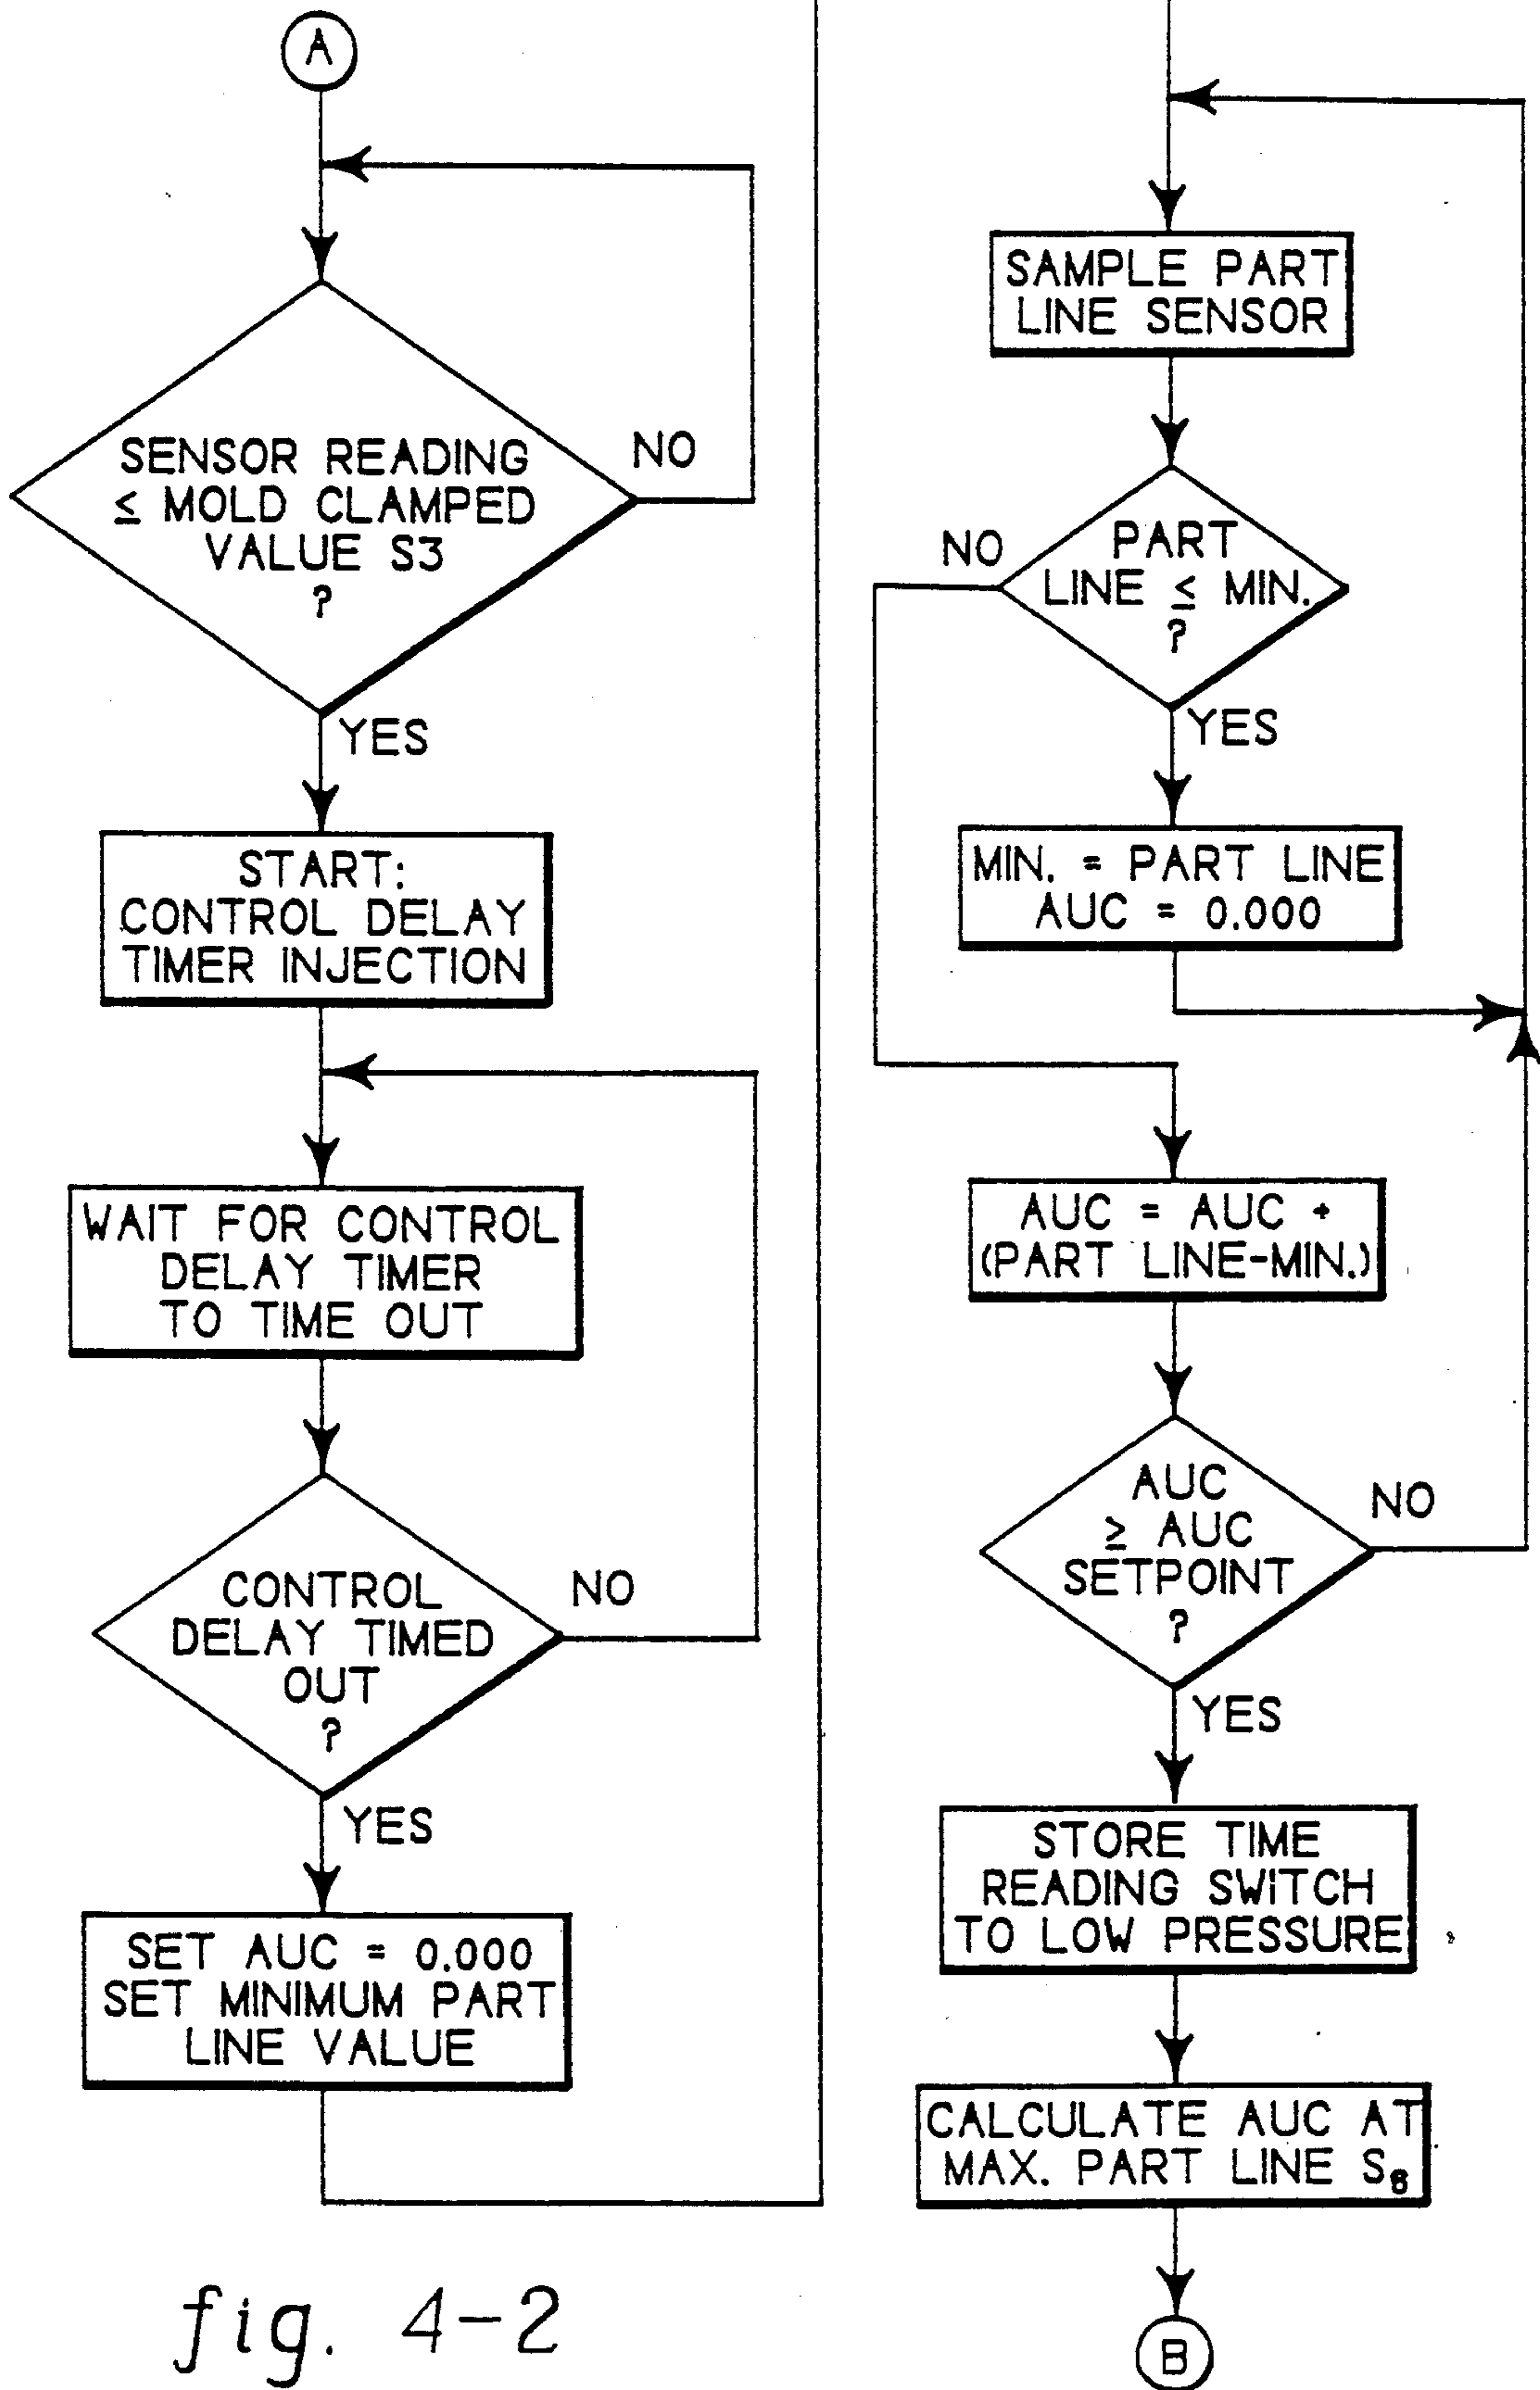 A
SENSOR READING
≤ MOLD CLAMPED
VALUE S3
?
NO
YES
START:
CONTROL DELAY
TIMER INJECTION
WAIT FOR CONTROL
DELAY TIMER
TO TIME OUT
CONTROL
DELAY TIMED
OUT
?
NO
YES
SET AUC = 0.000
SET MINIMUM PART
LINE VALUE
SAMPLE PART
LINE SENSOR
PART
LINE ≤ MIN.
?
NO
YES
MIN. = PART LINE
AUC = 0.000
AUC = AUC +
(PART LINE-MIN.)
AUC
≥ AUC
SETPOINT
?
NO
YES
STORE TIME
READING SWITCH
TO LOW PRESSURE
CALCULATE AUC AT
MAX. PART LINE S₆
B
fig. 4-2